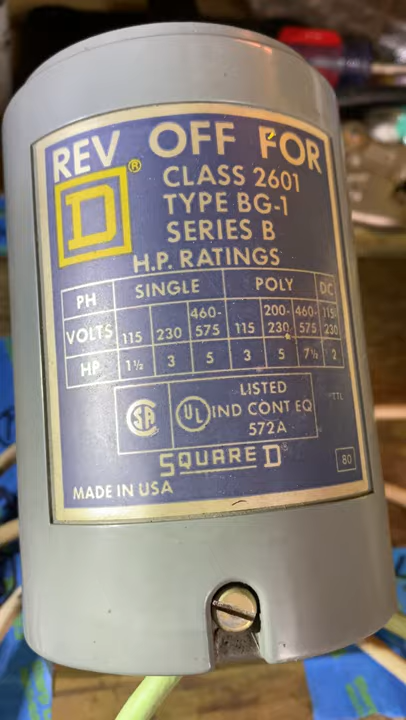 REV OFF FOR
D ®
CLASS 2601
TYPE BG-1
SERIES B
H.P. RATINGS
PH SINGLE POLY DC
VOLTS 115 230 460-575 115 200-230 460-575 115 230
HP 1½ 3 5 3 5 7½ 2
SA UL LISTED
IND CONT EQ
572A
TTL
SQUARE D ®
80
MADE IN USA